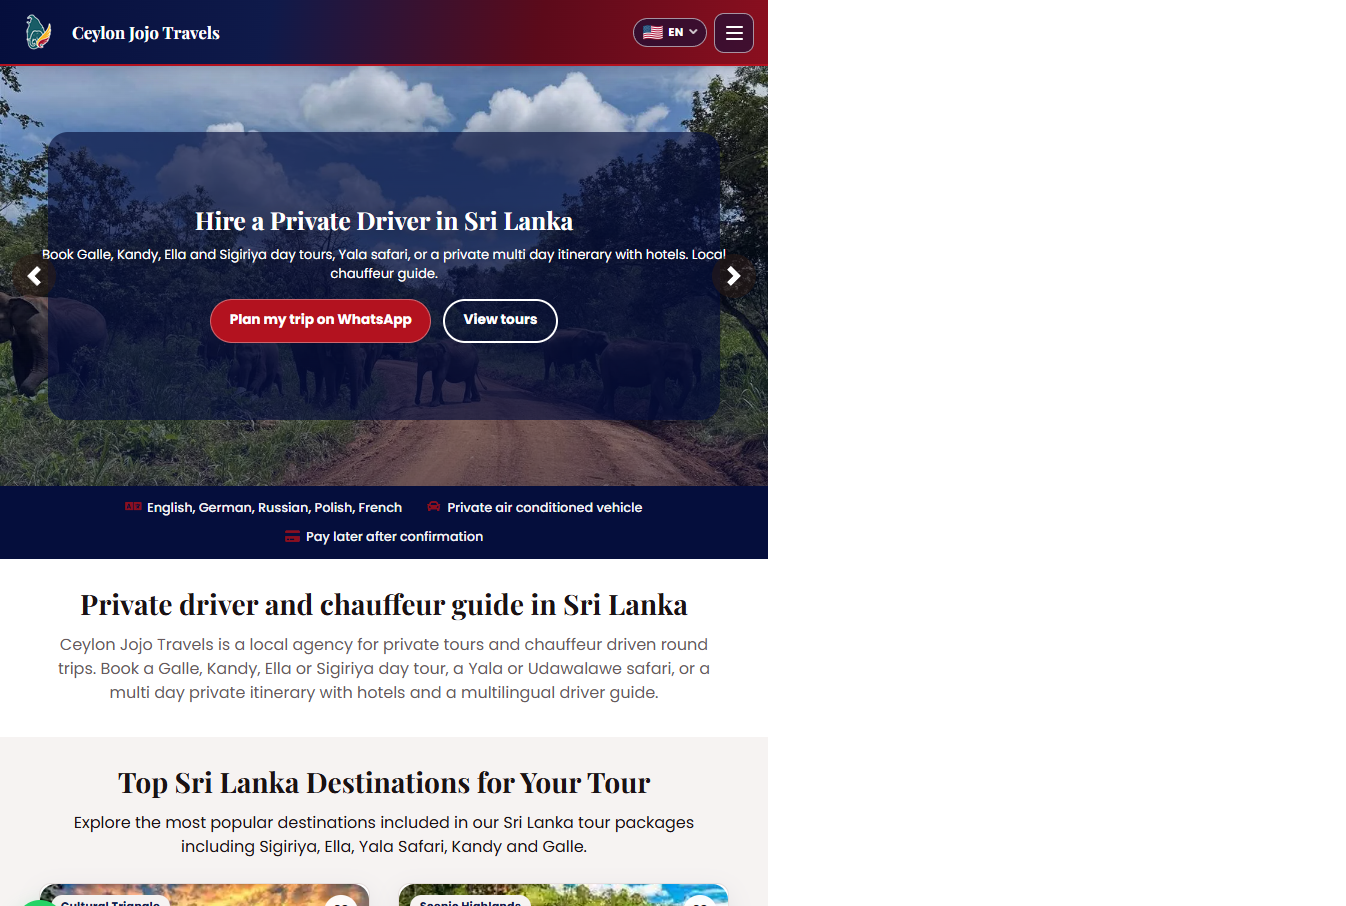 Ceylon Jojo Travels
EN
Hire a Private Driver in Sri Lanka
Book Galle, Kandy, Ella and Sigiriya day tours, Yala safari, or a private multi day itinerary with hotels. Local
chauffeur guide.
Plan my trip on WhatsApp
View tours
English, German, Russian, Polish, French
Private air conditioned vehicle
Pay later after confirmation
Private driver and chauffeur guide in Sri Lanka
Ceylon Jojo Travels is a local agency for private tours and chauffeur driven round
trips. Book a Galle, Kandy, Ella or Sigiriya day tour, a Yala or Udawalawe safari, or a
multi day private itinerary with hotels and a multilingual driver guide.
Top Sri Lanka Destinations for Your Tour
Explore the most popular destinations included in our Sri Lanka tour packages
including Sigiriya, Ella, Yala Safari, Kandy and Galle.
Cultural Triangle
Scenic Highlands